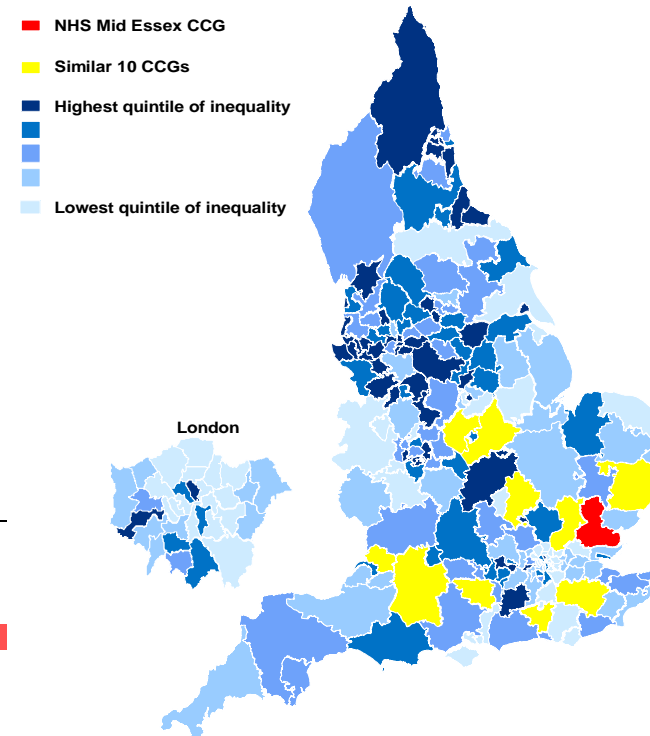 NHS Mid Essex CCG
Similar 10 CCGs
Highest quintile of inequality
Lowest quintile of inequality
London